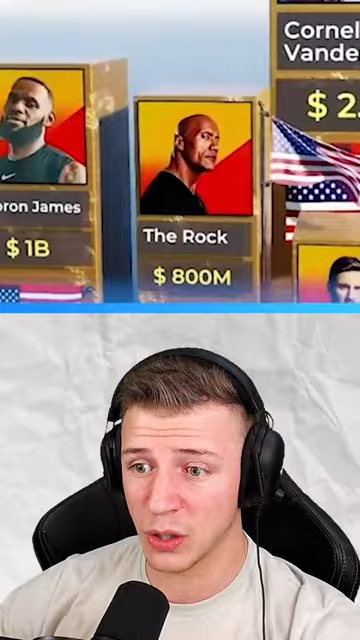 Cornel
Vande
$ 2.
oron James
$ 1B
The Rock
$ 800M